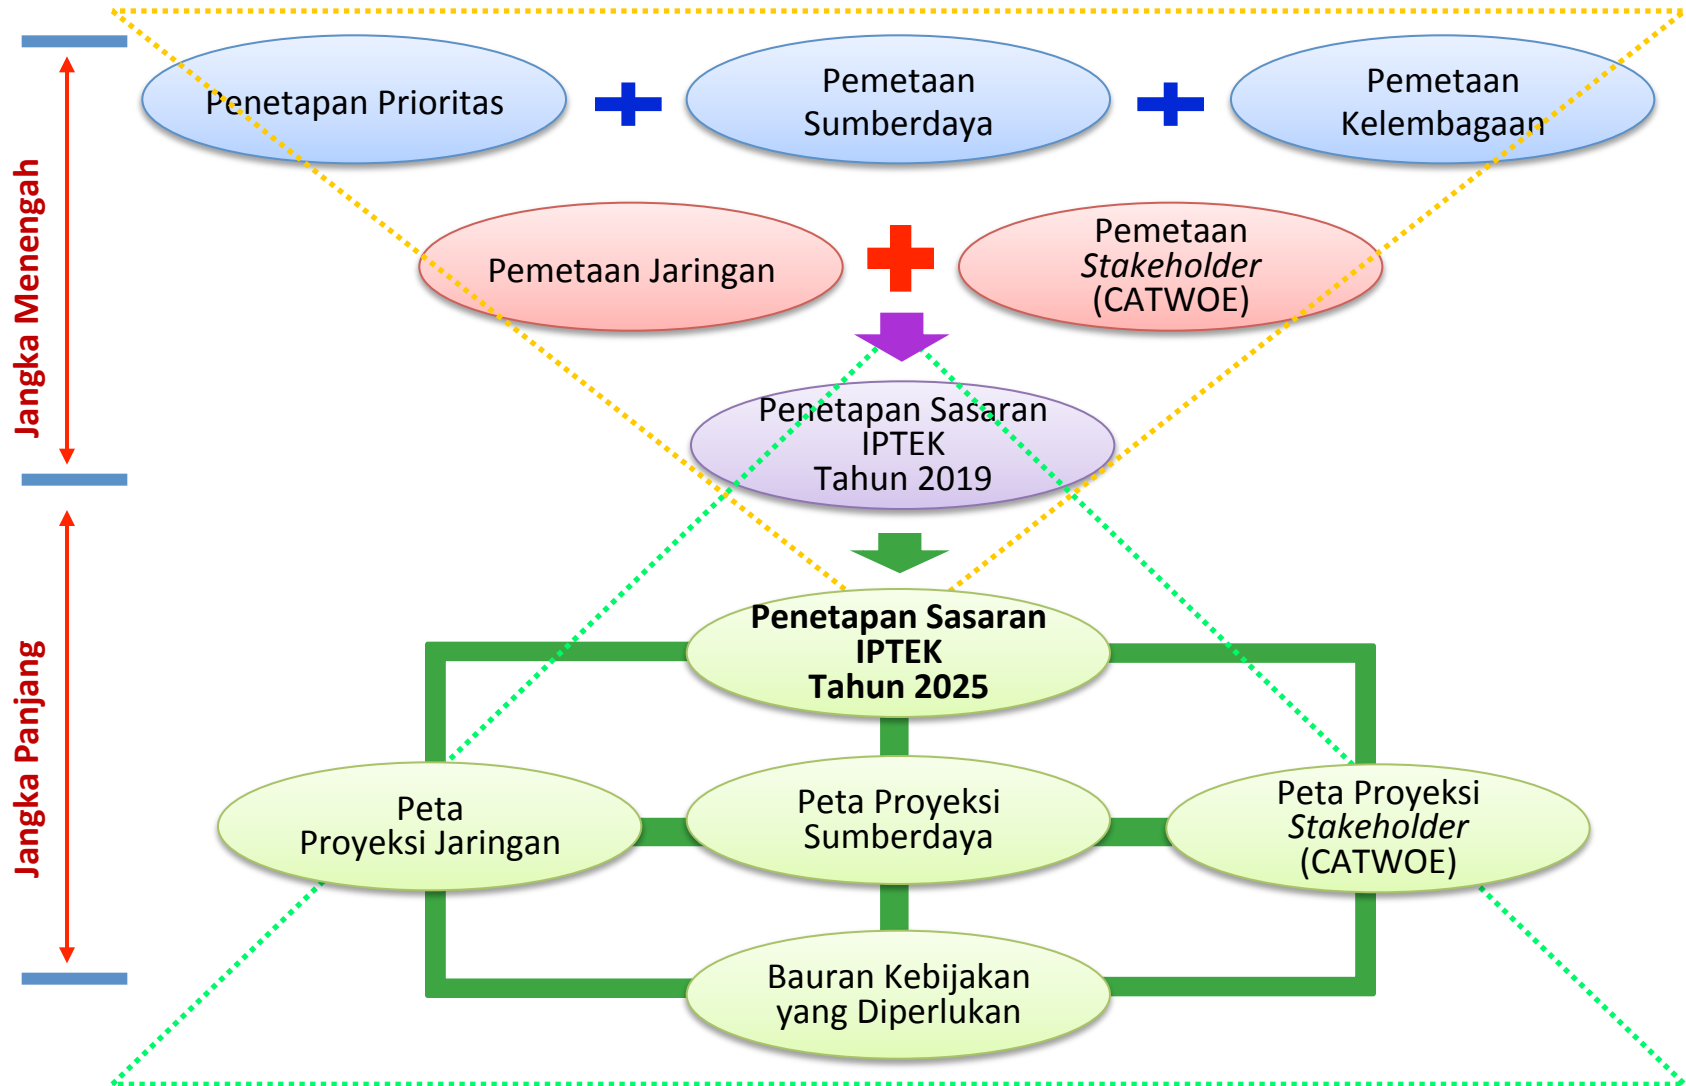 Jangka Menengah
Penetapan Prioritas
Pemetaan
Sumberdaya
Pemetaan
Kelembagaan
Pemetaan Jaringan
Pemetaan
Stakeholder
(CATWOE)
Penetapan Sasaran
IPTEK
Tahun 2019
Jangka Panjang
Penetapan Sasaran
IPTEK
Tahun 2025
Peta
Proyeksi Jaringan
Peta Proyeksi
Sumberdaya
Peta Proyeksi
Stakeholder
(CATWOE)
Bauran Kebijakan
yang Diperlukan